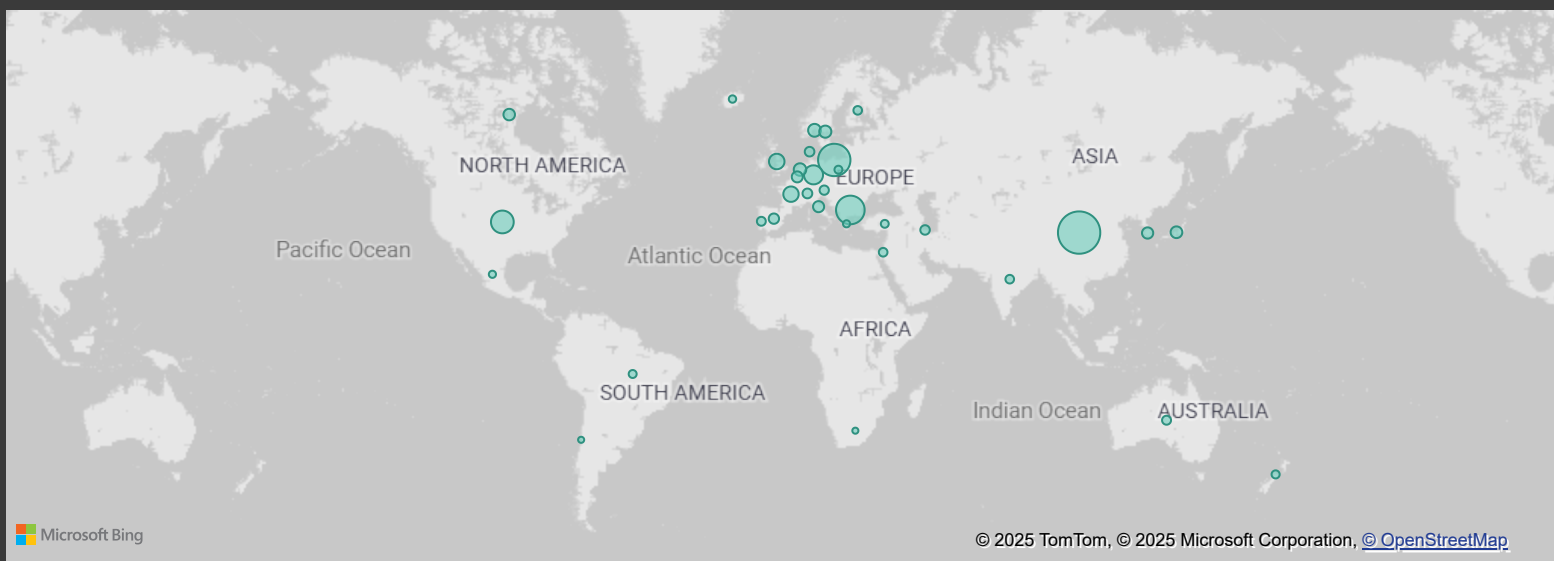 NORTH AMERICA
ASIA
EUROPE
Pacific Ocean
Atlantic Ocean
AFRICA
SOUTH AMERICA
Indian Ocean
AUSTRALIA
Microsoft Bing
© 2025 TomTom, © 2025 Microsoft Corporation, © OpenStreetMap